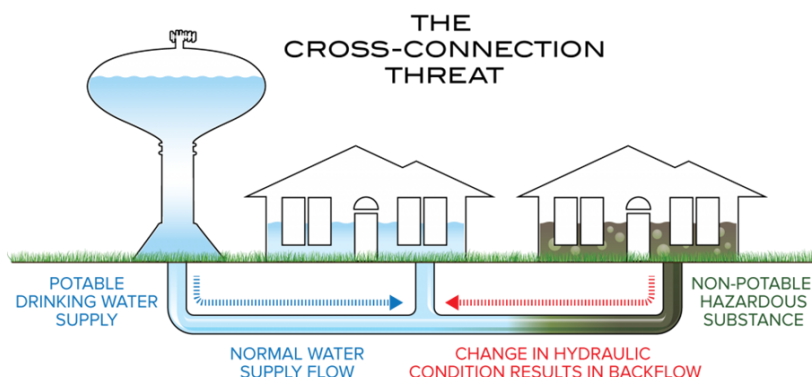 THE
CROSS-CONNECTION
THREAT
POTABLE
DRINKING WATER
SUPPLY
NON-POTABLE
HAZARDOUS
SUBSTANCE
NORMAL WATER
SUPPLY FLOW
CHANGE IN HYDRAULIC
CONDITION RESULTS IN BACKFLOW